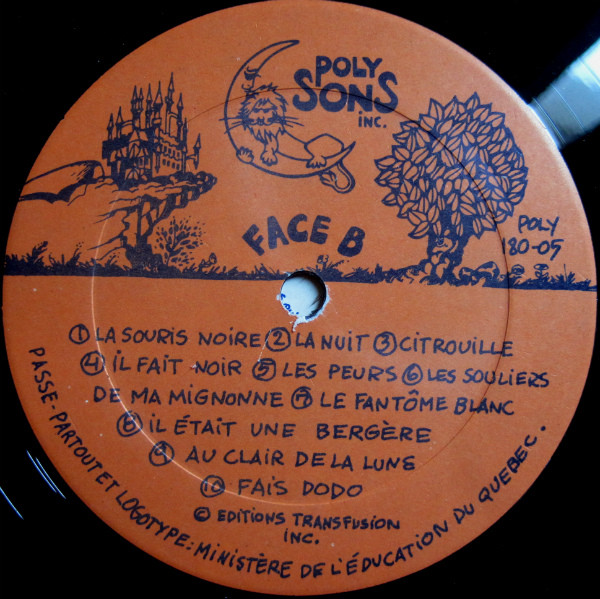 POLY
SONS
INC.
FACE B
POLY
180-05
① LA SOURIS NOIRE ② LA NUIT ③ CITROUILLE
④ iL FAIT NOIR ⑤ LES PEURS ⑥ LES SOULIERS
DE MA MIGNONNE ⑦ LE FANTÔME BLANC
⑧ iL ÉTAIT UNE BERGÈRE
⑨ AU CLAIR DE LA LUNE
⑩ FAIS DODO
© EDITIONS TRANSFUSION
INC.
PASSE-PARTOUT ET LOGOTYPE: MINISTÈRE DE L'ÉDUCATION DU QUEBEC.